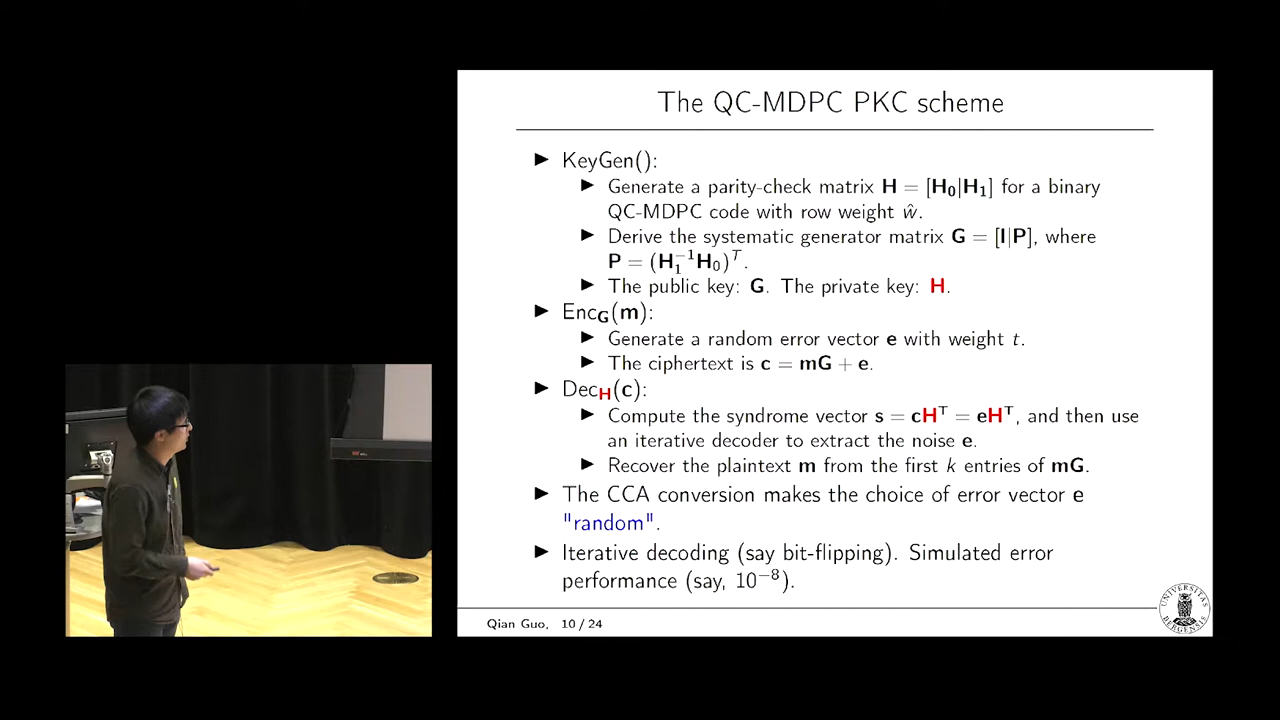 The QC-MDPC PKC scheme
▶ KeyGen():
▶ Generate a parity-check matrix H = [H₀|H₁] for a binary
QC-MDPC code with row weight ŵ.
▶ Derive the systematic generator matrix G = [I|P], where
P = (H₁⁻¹H₀)ᵀ.
▶ The public key: G. The private key: H.
▶ Enc_G(m):
▶ Generate a random error vector e with weight t.
▶ The ciphertext is c = mG + e.
▶ Dec_H(c):
▶ Compute the syndrome vector s = cHᵀ = eHᵀ, and then use
an iterative decoder to extract the noise e.
▶ Recover the plaintext m from the first k entries of mG.
▶ The CCA conversion makes the choice of error vector e
"random".
▶ Iterative decoding (say bit-flipping). Simulated error
performance (say, 10⁻⁸).
Qian Guo, 10 / 24
UNIVERSITAS
BERGENSIS